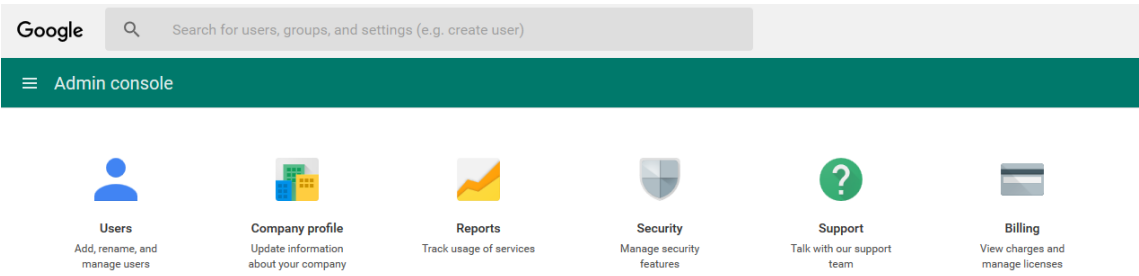 Google
Search for users, groups, and settings (e.g. create user)
Admin console
Users
Add, rename, and
manage users
Company profile
Update information
about your company
Reports
Track usage of services
Security
Manage security
features
Support
Talk with our support
team
Billing
View charges and
manage licenses